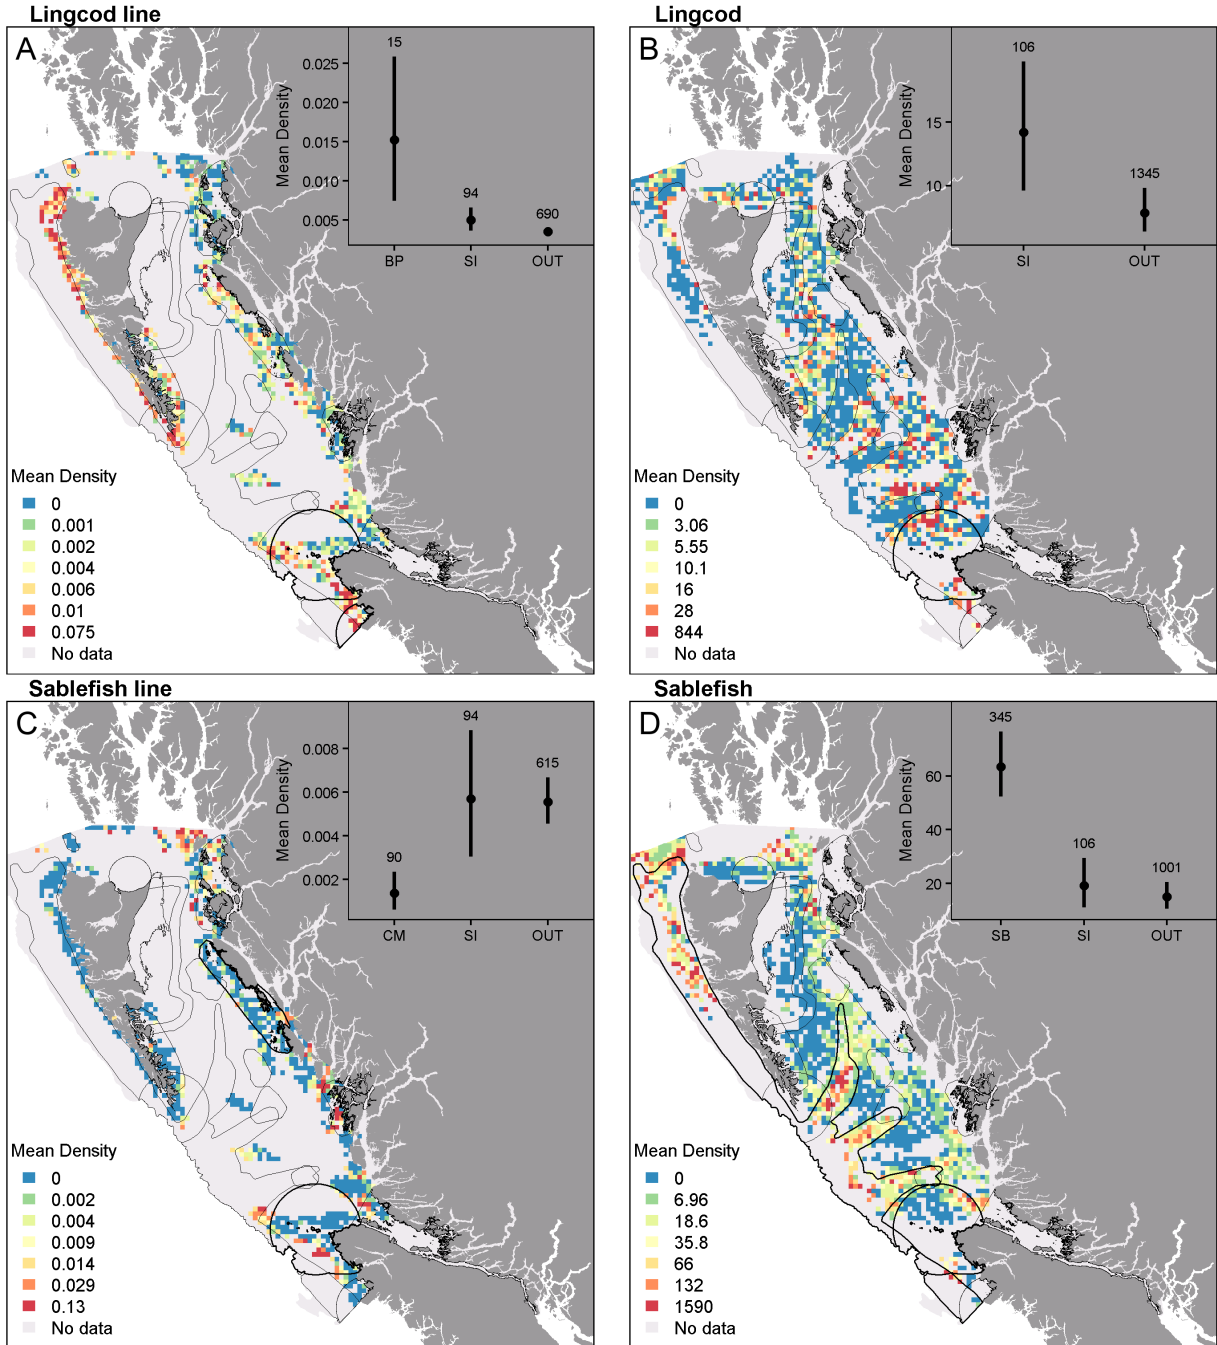 Lingcod line
A
Mean Density
0.025
0.020
0.015
0.010
0.005
15
94
690
BP
SI
OUT
Mean Density
0
0.001
0.002
0.004
0.006
0.01
0.075
No data
Lingcod
B
Mean Density
15
10
106
1345
SI
OUT
Mean Density
0
3.06
5.55
10.1
16
28
844
No data
Sablefish line
C
Mean Density
0.008
0.006
0.004
0.002
90
94
615
CM
SI
OUT
Mean Density
0
0.002
0.004
0.009
0.014
0.029
0.13
No data
Sablefish
D
Mean Density
60
40
20
345
106
1001
SB
SI
OUT
Mean Density
0
6.96
18.6
35.8
66
132
1590
No data